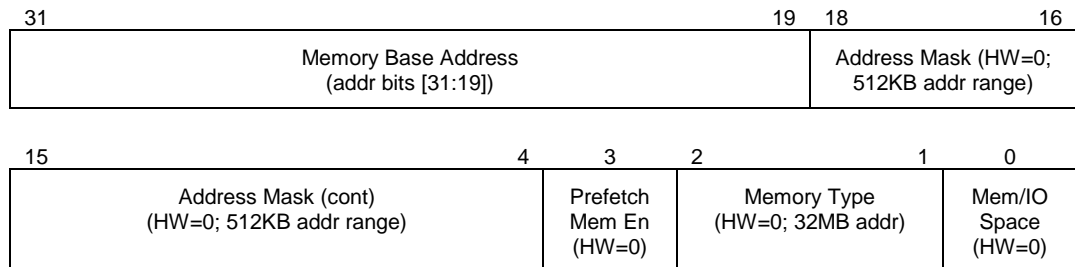 31 19 18 16
Memory Base Address
(addr bits [31:19])
Address Mask (HW=0;
512KB addr range)
15 4 3 2 1 0
Address Mask (cont)
(HW=0; 512KB addr range)
Prefetch
Mem En
(HW=0)
Memory Type
(HW=0; 32MB addr)
Mem/IO
Space
(HW=0)